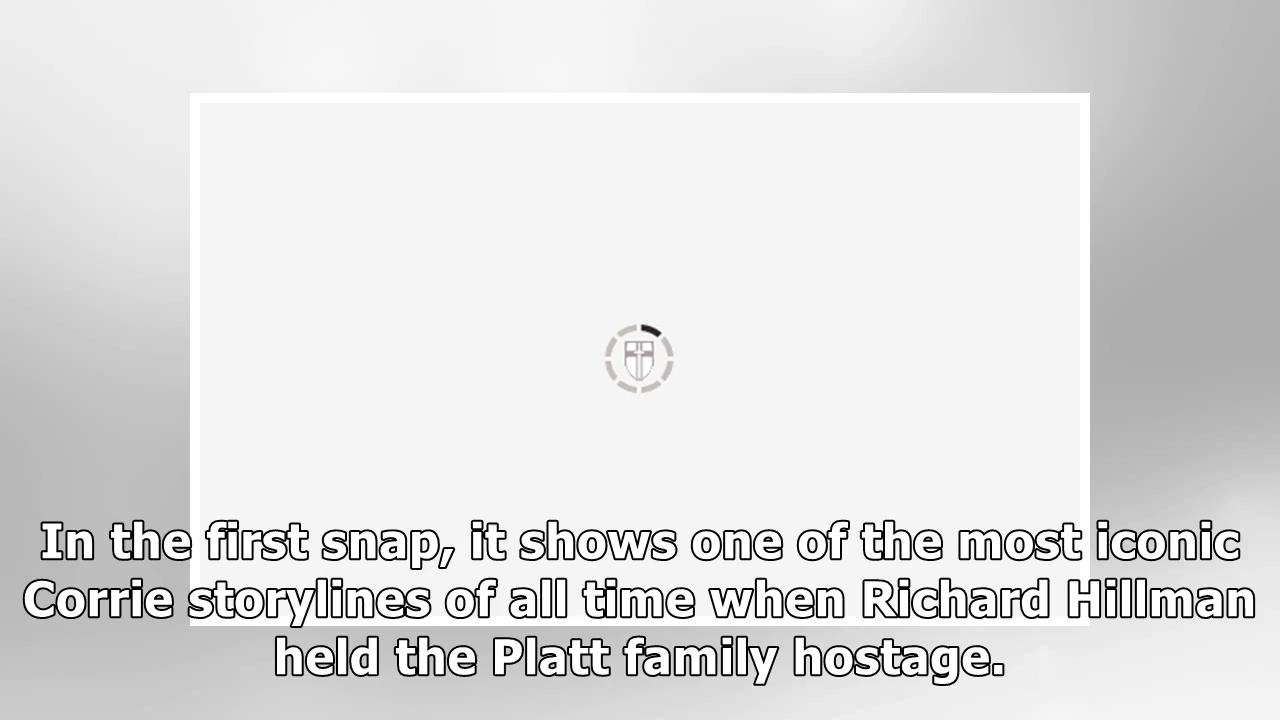 In the first snap, it shows one of the most iconic
Corrie storylines of all time when Richard Hillman
held the Platt family hostage.